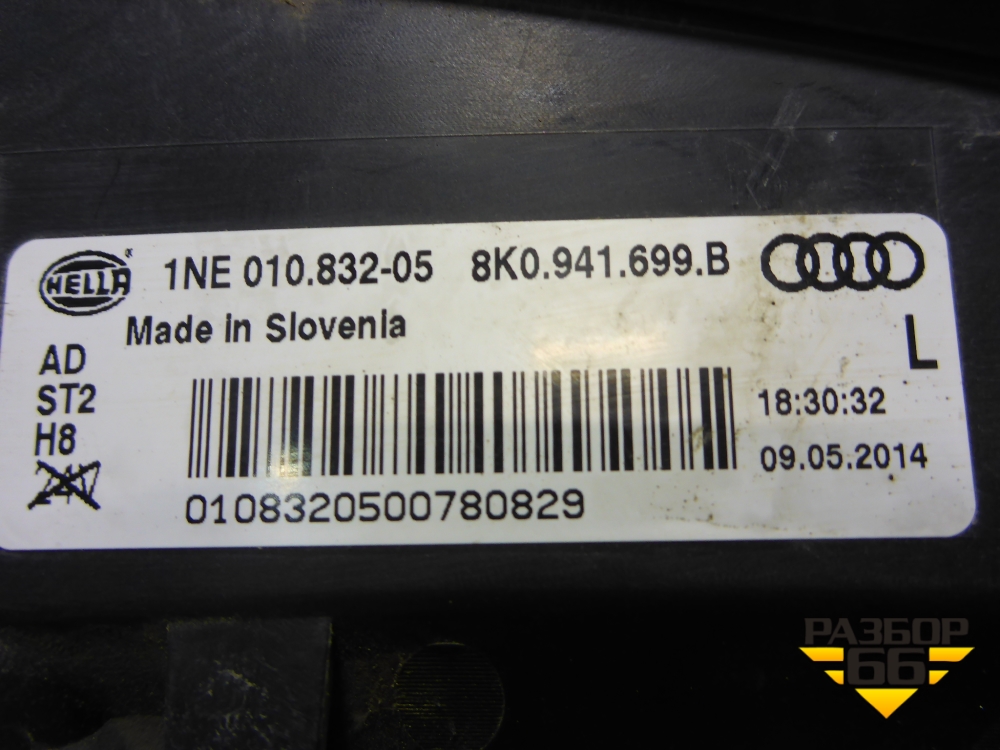 HELLA ® 1NE 010.832-05 8K0.941.699.B
Made in Slovenia
L
AD
ST2
H8
18:30:32
09.05.2014
0108320500780829
РАЗБОР
66